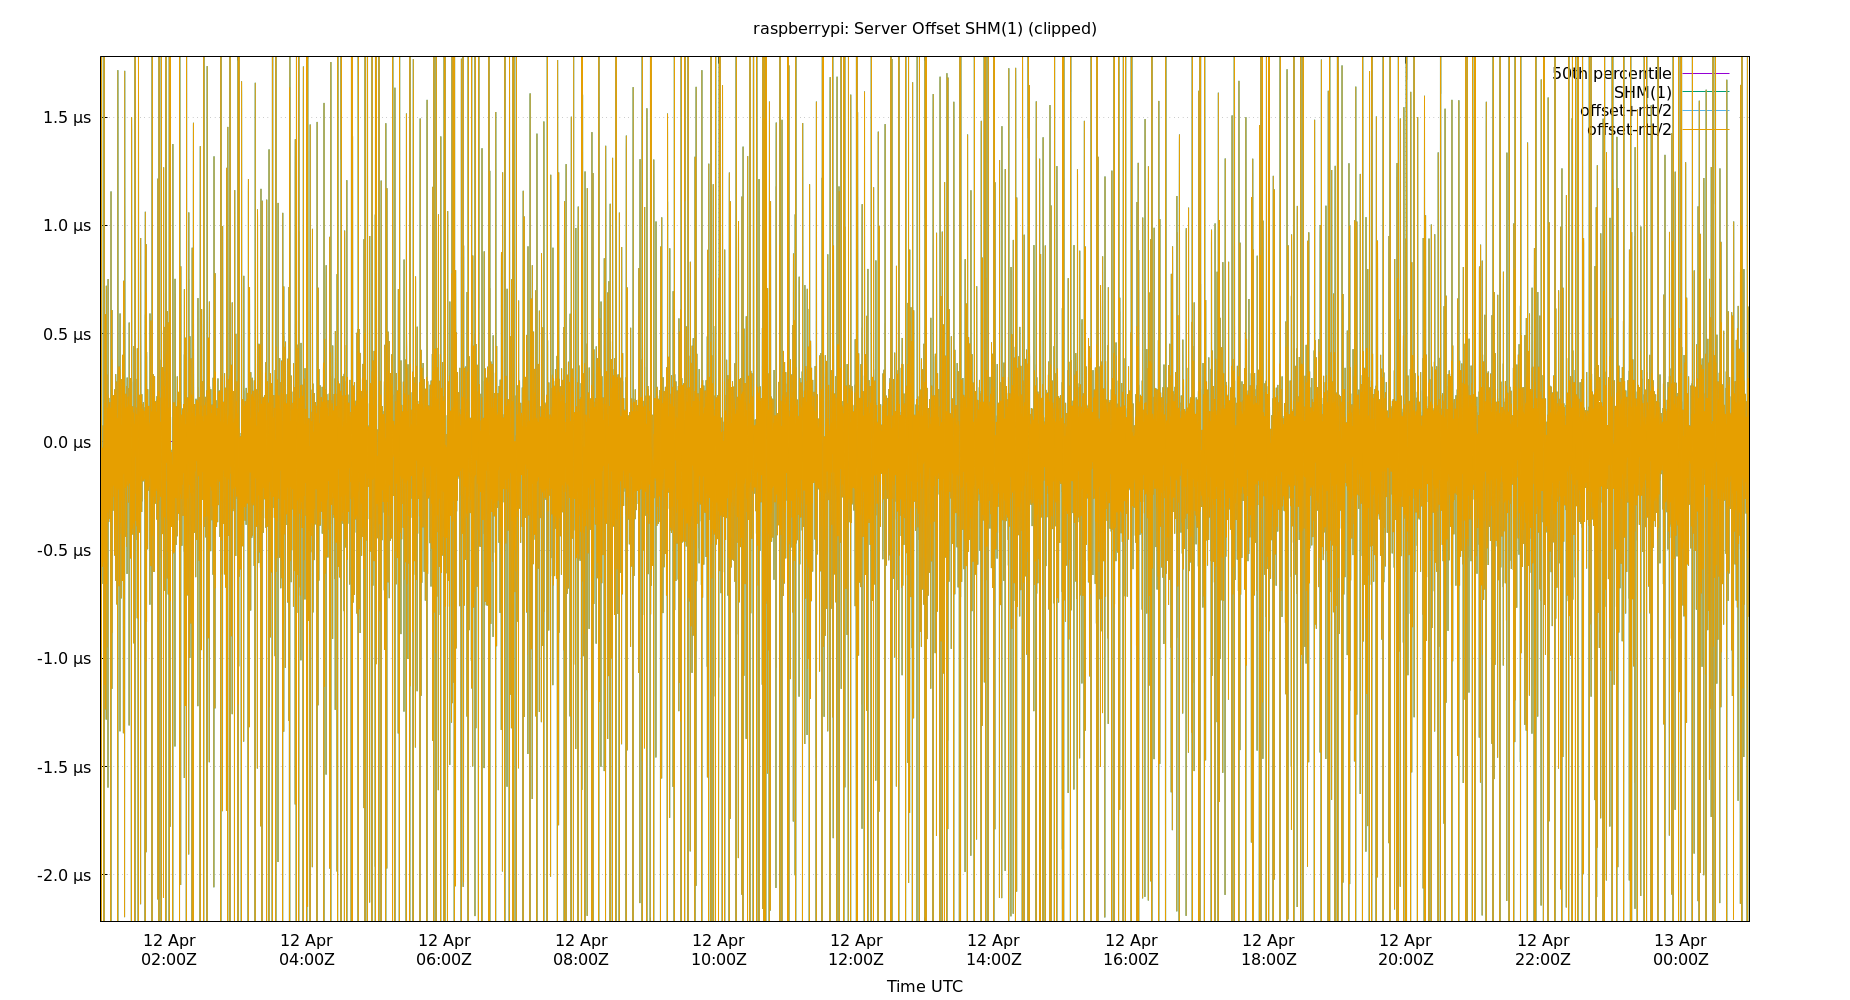 raspberrypi: Server Offset SHM(1) (clipped)
50th percentile
SHM(1)
offset+rtt/2
offset-rtt/2
1.5 µs
1.0 µs
0.5 µs
0.0 µs
-0.5 µs
-1.0 µs
-1.5 µs
-2.0 µs
12 Apr 12 Apr 12 Apr 12 Apr 12 Apr 12 Apr 12 Apr 12 Apr 12 Apr 12 Apr 12 Apr 13 Apr
02:00Z 04:00Z 06:00Z 08:00Z 10:00Z 12:00Z 14:00Z 16:00Z 18:00Z 20:00Z 22:00Z 00:00Z
Time UTC